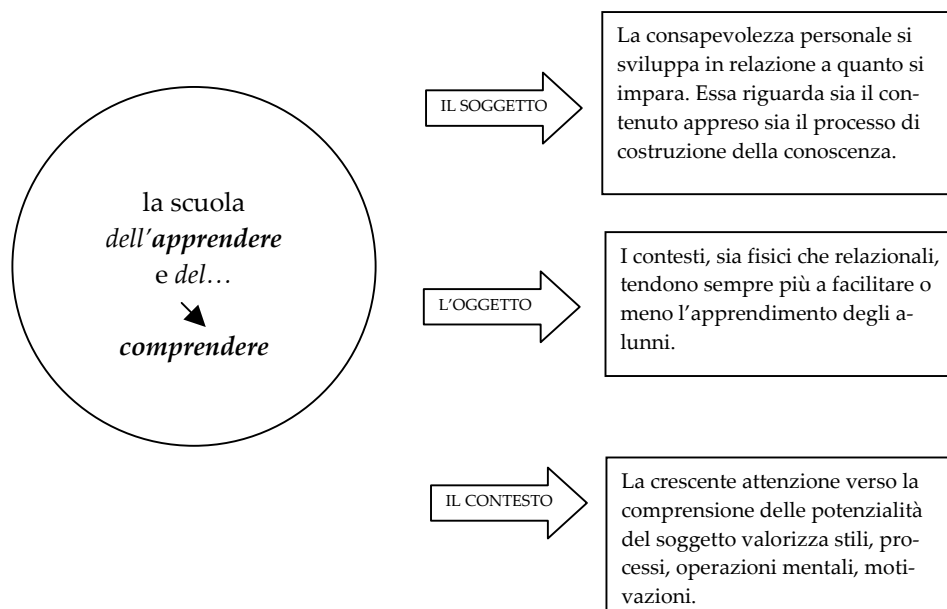 la scuola
dell'apprendere
e del…
comprendere
IL SOGGETTO
La consapevolezza personale si
sviluppa in relazione a quanto si
impara. Essa riguarda sia il con-
tenuto appreso sia il processo di
costruzione della conoscenza.
L'OGGETTO
I contesti, sia fisici che relazionali,
tendono sempre più a facilitare o
meno l'apprendimento degli a-
lunni.
IL CONTESTO
La crescente attenzione verso la
comprensione delle potenzialità
del soggetto valorizza stili, pro-
cessi, operazioni mentali, moti-
vazioni.